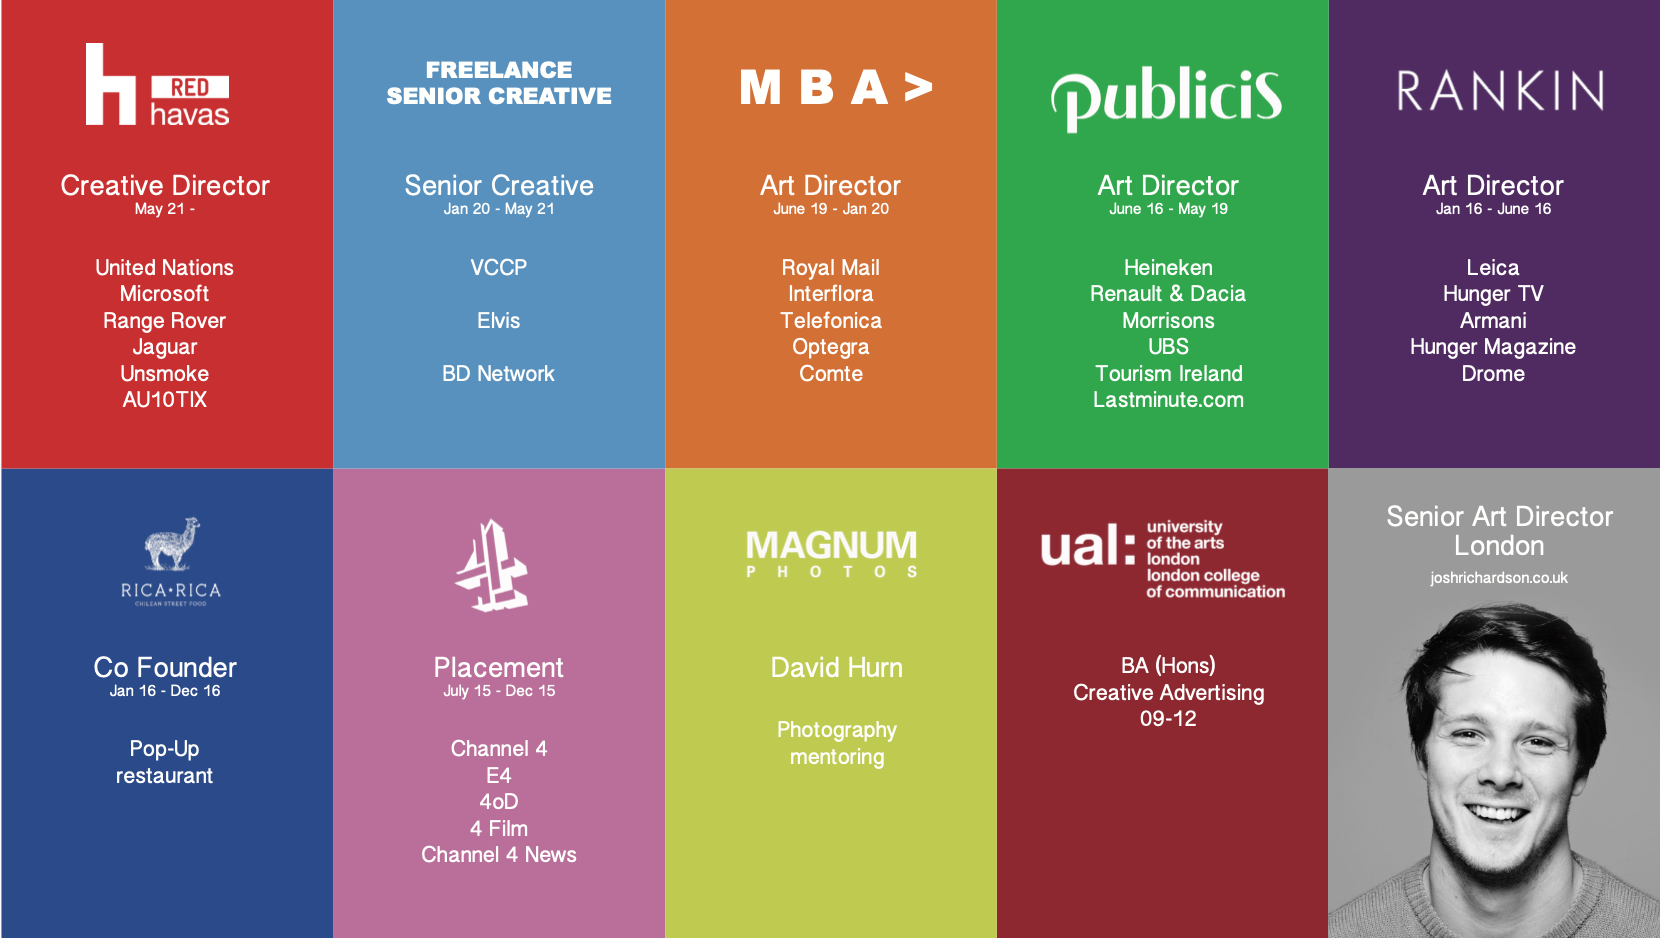 h RED
havas
Creative Director
May 21 -
United Nations
Microsoft
Range Rover
Jaguar
Unsmoke
AU10TIX
FREELANCE
SENIOR CREATIVE
Senior Creative
Jan 20 - May 21
VCCP
Elvis
BD Network
M B A >
Art Director
June 19 - Jan 20
Royal Mail
Interflora
Telefonica
Optegra
Comte
publicis
Art Director
June 16 - May 19
Heineken
Renault & Dacia
Morrisons
UBS
Tourism Ireland
Lastminute.com
RANKIN
Art Director
Jan 16 - June 16
Leica
Hunger TV
Armani
Hunger Magazine
Drome
RICA•RICA
CHILEAN STREET FOOD
Co Founder
Jan 16 - Dec 16
Pop-Up
restaurant
4
Placement
July 15 - Dec 15
Channel 4
E4
4oD
4 Film
Channel 4 News
MAGNUM
PHOTOS
David Hurn
Photography
mentoring
ual:
university
of the arts
london
london college
of communication
BA (Hons)
Creative Advertising
09-12
Senior Art Director
London
joshrichardson.co.uk